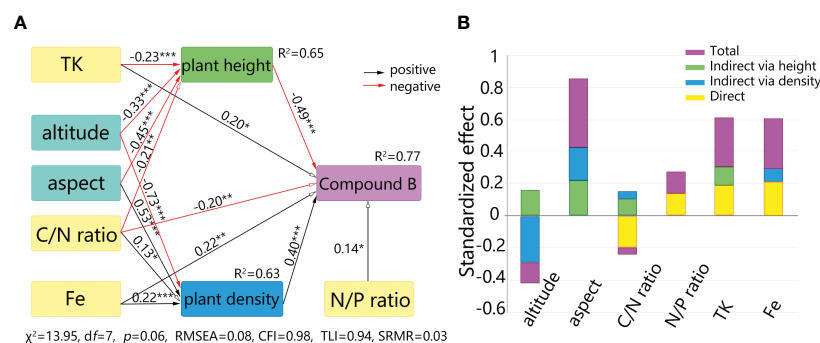 A
TK
altitude
aspect
C/N ratio
Fe
plant height
plant density
Compound B
N/P ratio
R²=0.65
R²=0.77
R²=0.63
positive
negative
-0.23***
-0.33***
-0.45***
-0.21**
-0.73***
0.53***
0.13*
0.22***
0.20*
-0.49***
-0.20**
0.22**
0.40***
0.14*
χ²=13.95, df=7, p=0.06, RMSEA=0.08, CFI=0.98, TLI=0.94, SRMR=0.03
B
Standardized effect
1
0.8
0.6
0.4
0.2
0
-0.2
-0.4
-0.6
Total
Indirect via height
Indirect via density
Direct
altitude
aspect
C/N ratio
N/P ratio
TK
Fe